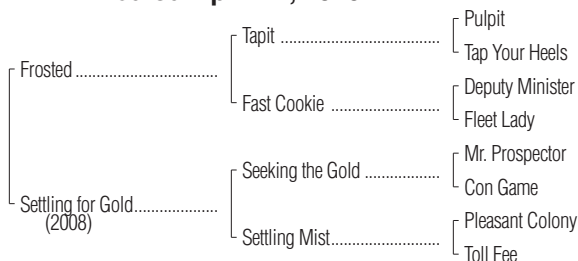 Pulpit
Tapit ........................................
Tap Your Heels
Frosted ....................................
Deputy Minister
Fast Cookie ...........................
Fleet Lady
Mr. Prospector
Seeking the Gold ...................
Con Game
Settling for Gold.....................
(2008)
Pleasant Colony
Settling Mist...........................
Toll Fee